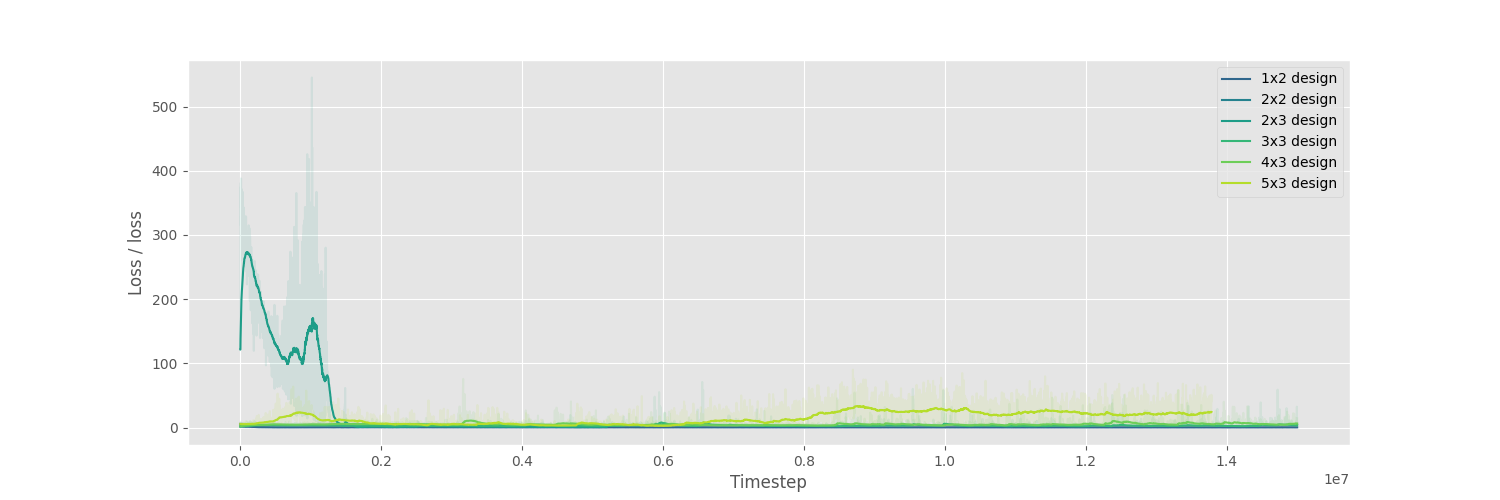 1x2 design
2x2 design
2x3 design
3x3 design
4x3 design
5x3 design
500
400
300
200
100
0
Loss / loss
0.0 0.2 0.4 0.6 0.8 1.0 1.2 1.4
1e7
Timestep